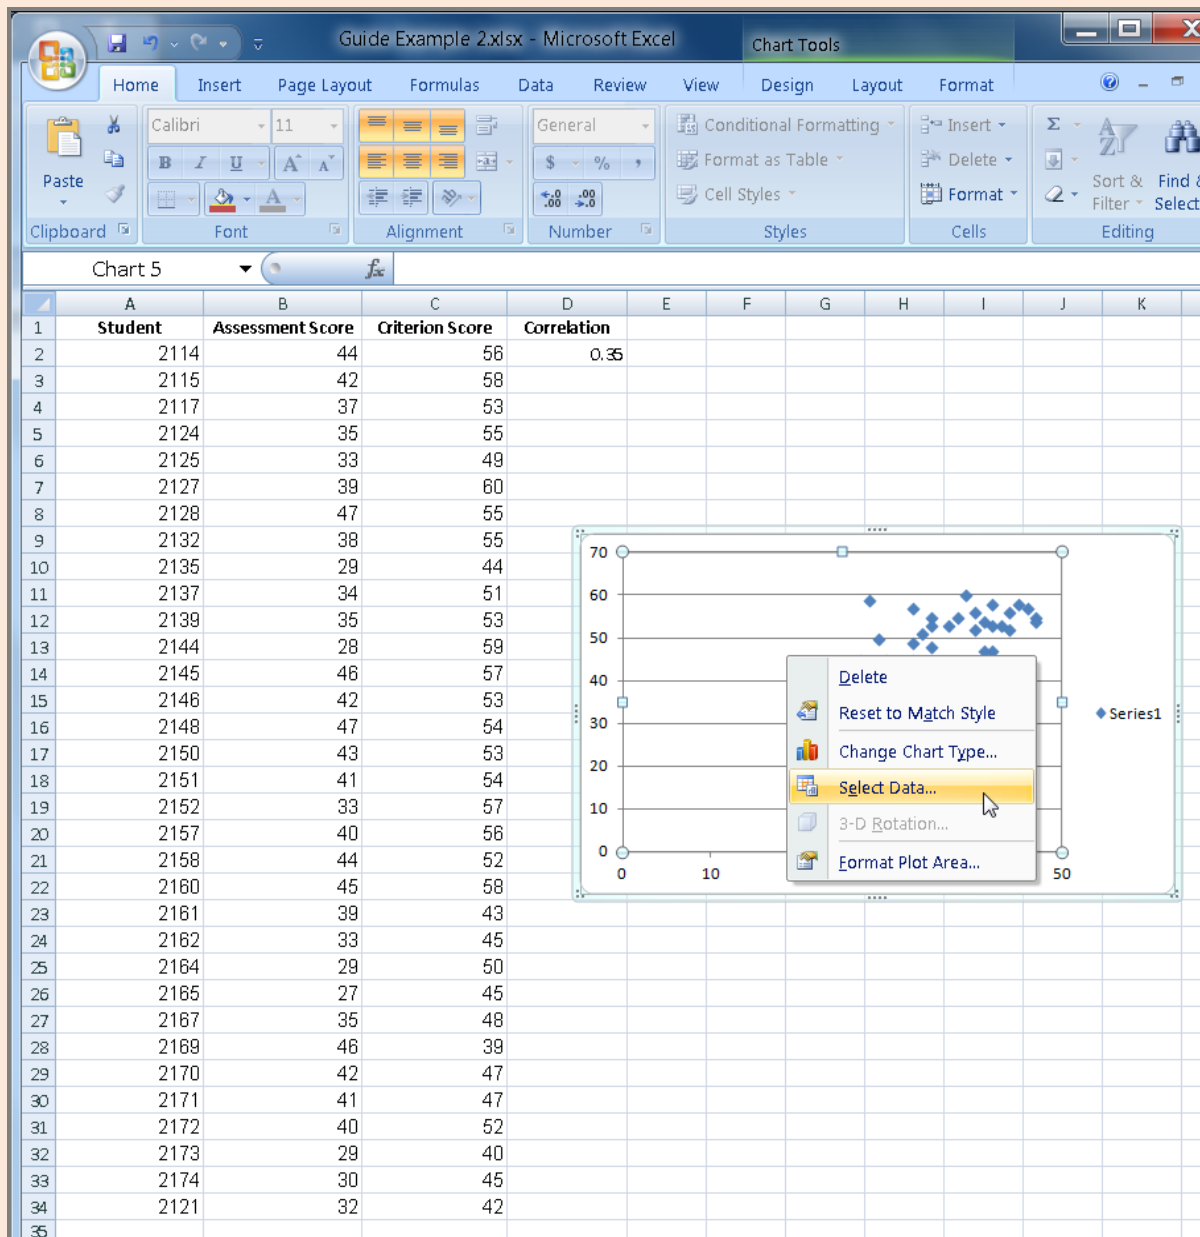 Guide Example 2.xlsx - Microsoft Excel
Chart Tools
Home Insert Page Layout Formulas Data Review View Design Layout Format
Calibri 11 General Conditional Formatting Insert Σ
Paste B I U $ % , Format as Table Delete
Cell Styles Format
Sort & Filter Find & Select
Clipboard Font Alignment Number Styles Cells Editing
Chart 5 fx
A B C D E F G H I J K
1 Student Assessment Score Criterion Score Correlation
2 2114 44 56 0.35
3 2115 42 58
4 2117 37 53
5 2124 35 55
6 2125 33 49
7 2127 39 60
8 2128 47 55
9 2132 38 55
10 2135 29 44
11 2137 34 51
12 2139 35 53
13 2144 28 59
14 2145 46 57
15 2146 42 53
16 2148 47 54
17 2150 43 53
18 2151 41 54
19 2152 33 57
20 2157 40 56
21 2158 44 52
22 2160 45 58
23 2161 39 43
24 2162 33 45
25 2164 29 50
26 2165 27 45
27 2167 35 48
28 2169 46 39
29 2170 42 47
30 2171 41 47
31 2172 40 52
32 2173 29 40
33 2174 30 45
34 2121 32 42
35
70
60
50
40
30
20
10
0
0 10 50
Series1
Delete
Reset to Match Style
Change Chart Type...
Select Data...
3-D Rotation...
Format Plot Area...